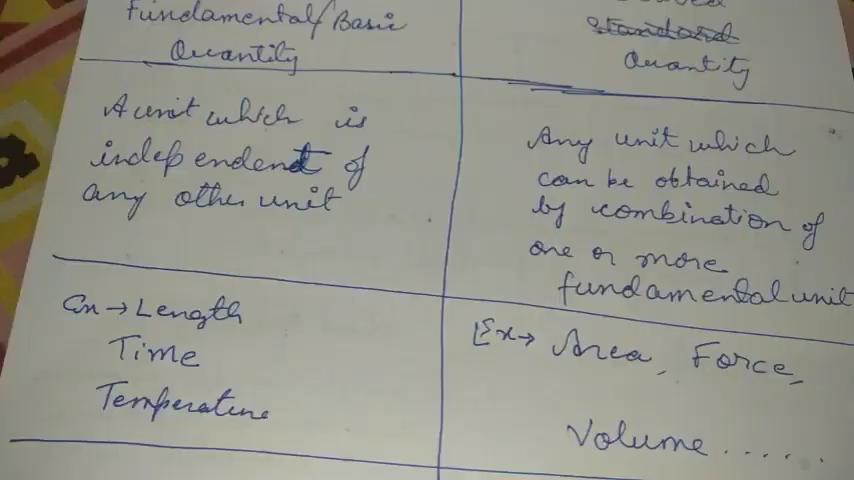 Fundamental/Basic
Quantity
A unit which is
independent of
any other unit
Ex → Length
Time
Temperature
Standard
Quantity
Any unit which
can be obtained
by combination of
one or more
fundamental unit
Ex → Area, Force,
Volume ......